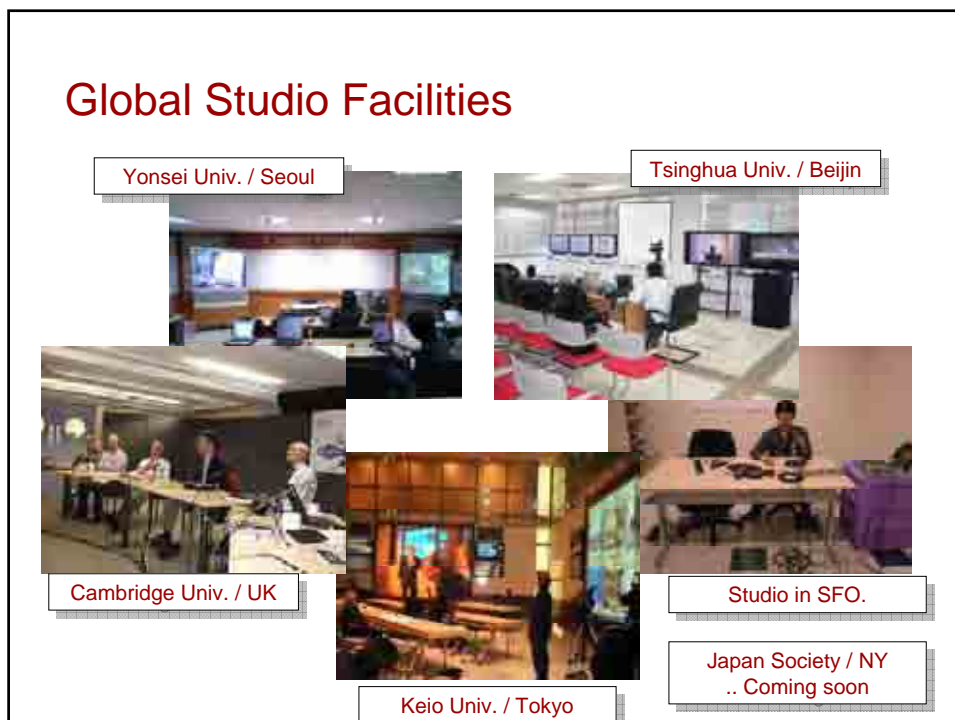 Global Studio Facilities
Yonsei Univ. / Seoul
Tsinghua Univ. / Beijin
Cambridge Univ. / UK
Studio in SFO.
Japan Society / NY
.. Coming soon
Keio Univ. / Tokyo